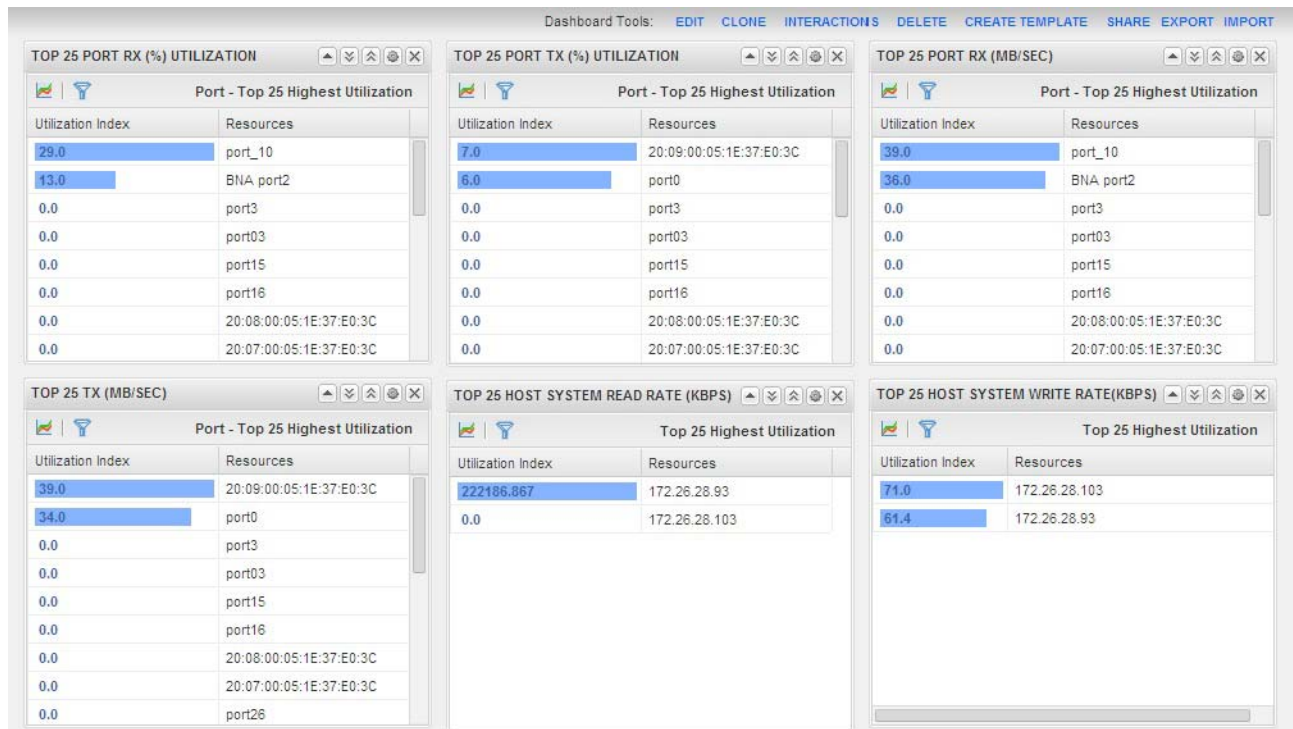 Dashboard Tools: EDIT CLONE INTERACTIONS DELETE CREATE TEMPLATE SHARE EXPORT IMPORT
TOP 25 PORT RX (%) UTILIZATION
Port - Top 25 Highest Utilization
Utilization Index Resources
29.0 port_10
13.0 BNA port2
0.0 port3
0.0 port03
0.0 port15
0.0 port16
0.0 20:08:00:05:1E:37:E0:3C
0.0 20:07:00:05:1E:37:E0:3C
TOP 25 PORT TX (%) UTILIZATION
Port - Top 25 Highest Utilization
Utilization Index Resources
7.0 20:09:00:05:1E:37:E0:3C
6.0 port0
0.0 port3
0.0 port03
0.0 port15
0.0 port16
0.0 20:08:00:05:1E:37:E0:3C
0.0 20:07:00:05:1E:37:E0:3C
TOP 25 PORT RX (MB/SEC)
Port - Top 25 Highest Utilization
Utilization Index Resources
39.0 port_10
36.0 BNA port2
0.0 port3
0.0 port03
0.0 port15
0.0 port16
0.0 20:08:00:05:1E:37:E0:3C
0.0 20:07:00:05:1E:37:E0:3C
TOP 25 TX (MB/SEC)
Port - Top 25 Highest Utilization
Utilization Index Resources
39.0 20:09:00:05:1E:37:E0:3C
34.0 port0
0.0 port3
0.0 port03
0.0 port15
0.0 port16
0.0 20:08:00:05:1E:37:E0:3C
0.0 20:07:00:05:1E:37:E0:3C
0.0 port26
TOP 25 HOST SYSTEM READ RATE (KBPS)
Top 25 Highest Utilization
Utilization Index Resources
222186.867 172.26.28.93
0.0 172.26.28.103
TOP 25 HOST SYSTEM WRITE RATE(KBPS)
Top 25 Highest Utilization
Utilization Index Resources
71.0 172.26.28.103
61.4 172.26.28.93